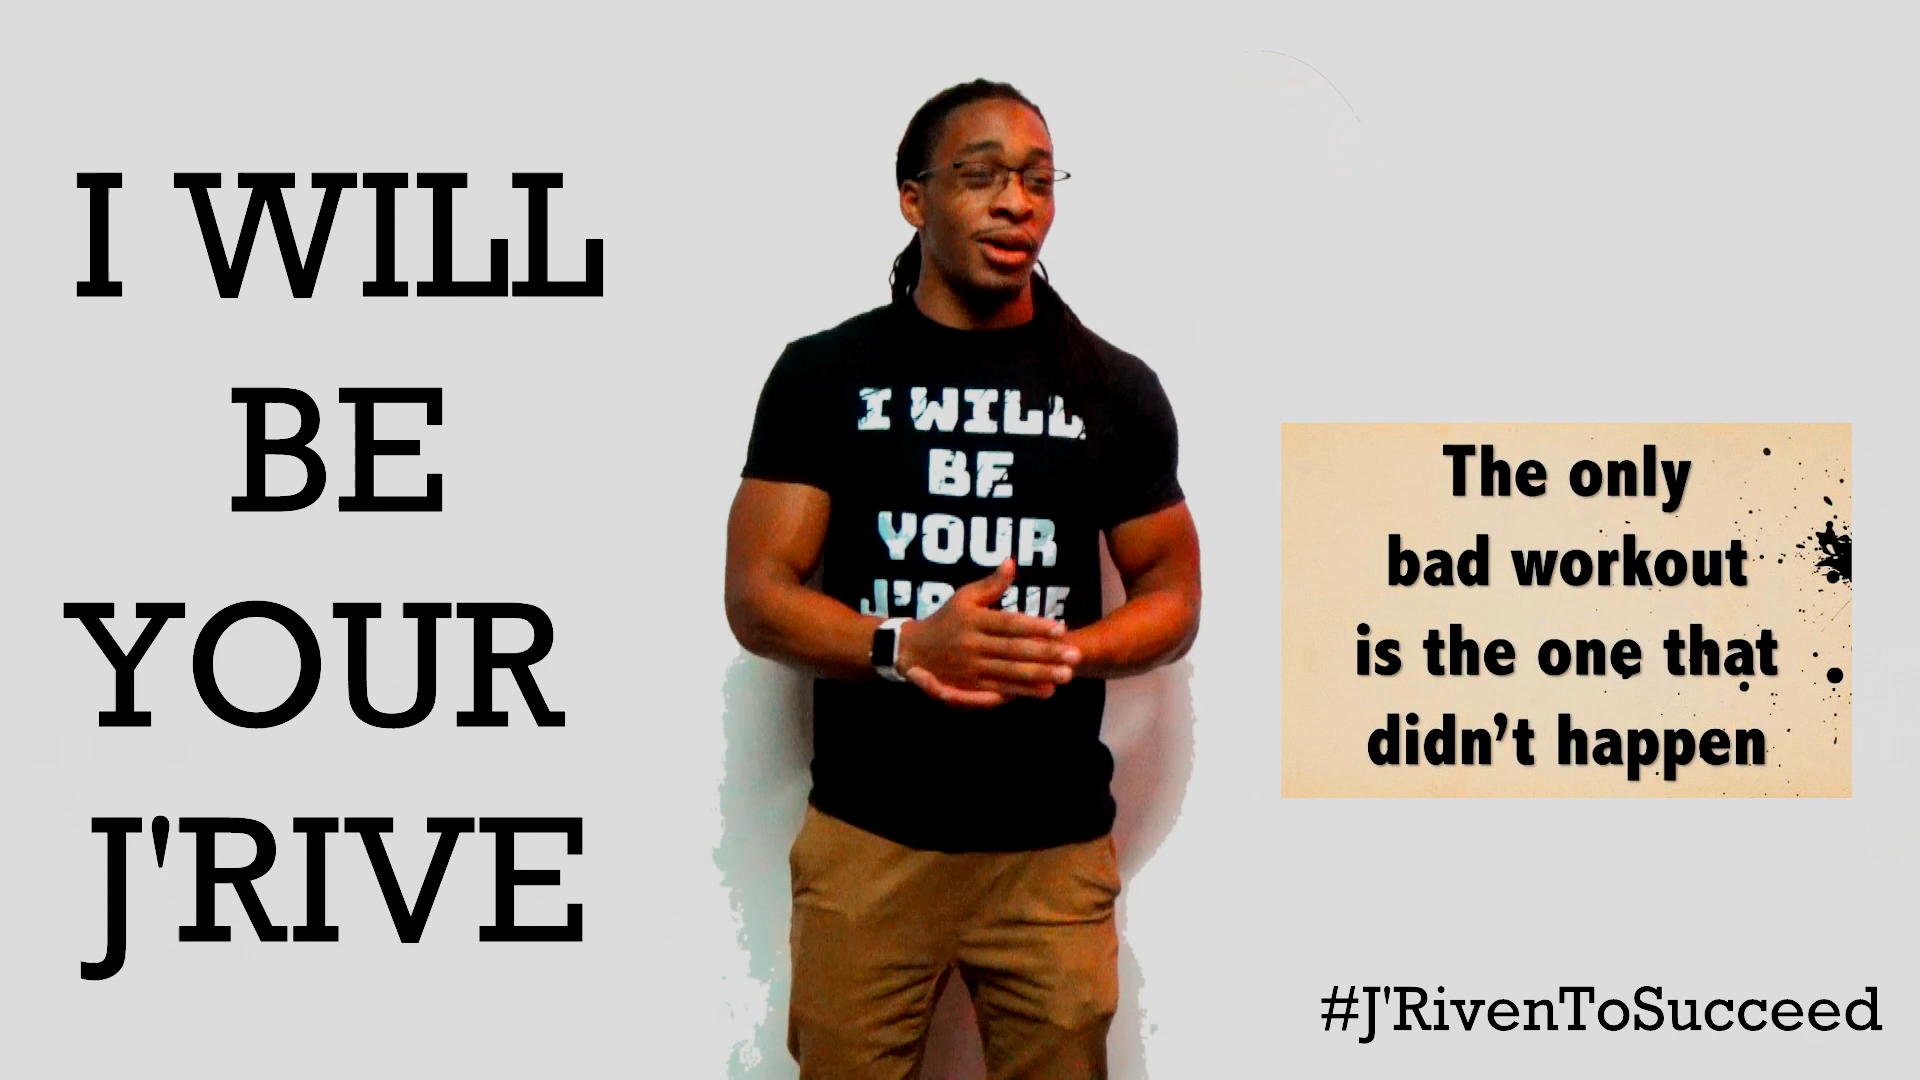 I WILL
BE
YOUR
J'RIVE
I WILL
BE
YOUR
The only
bad workout
is the one that
didn't happen
#J'RivenToSucceed